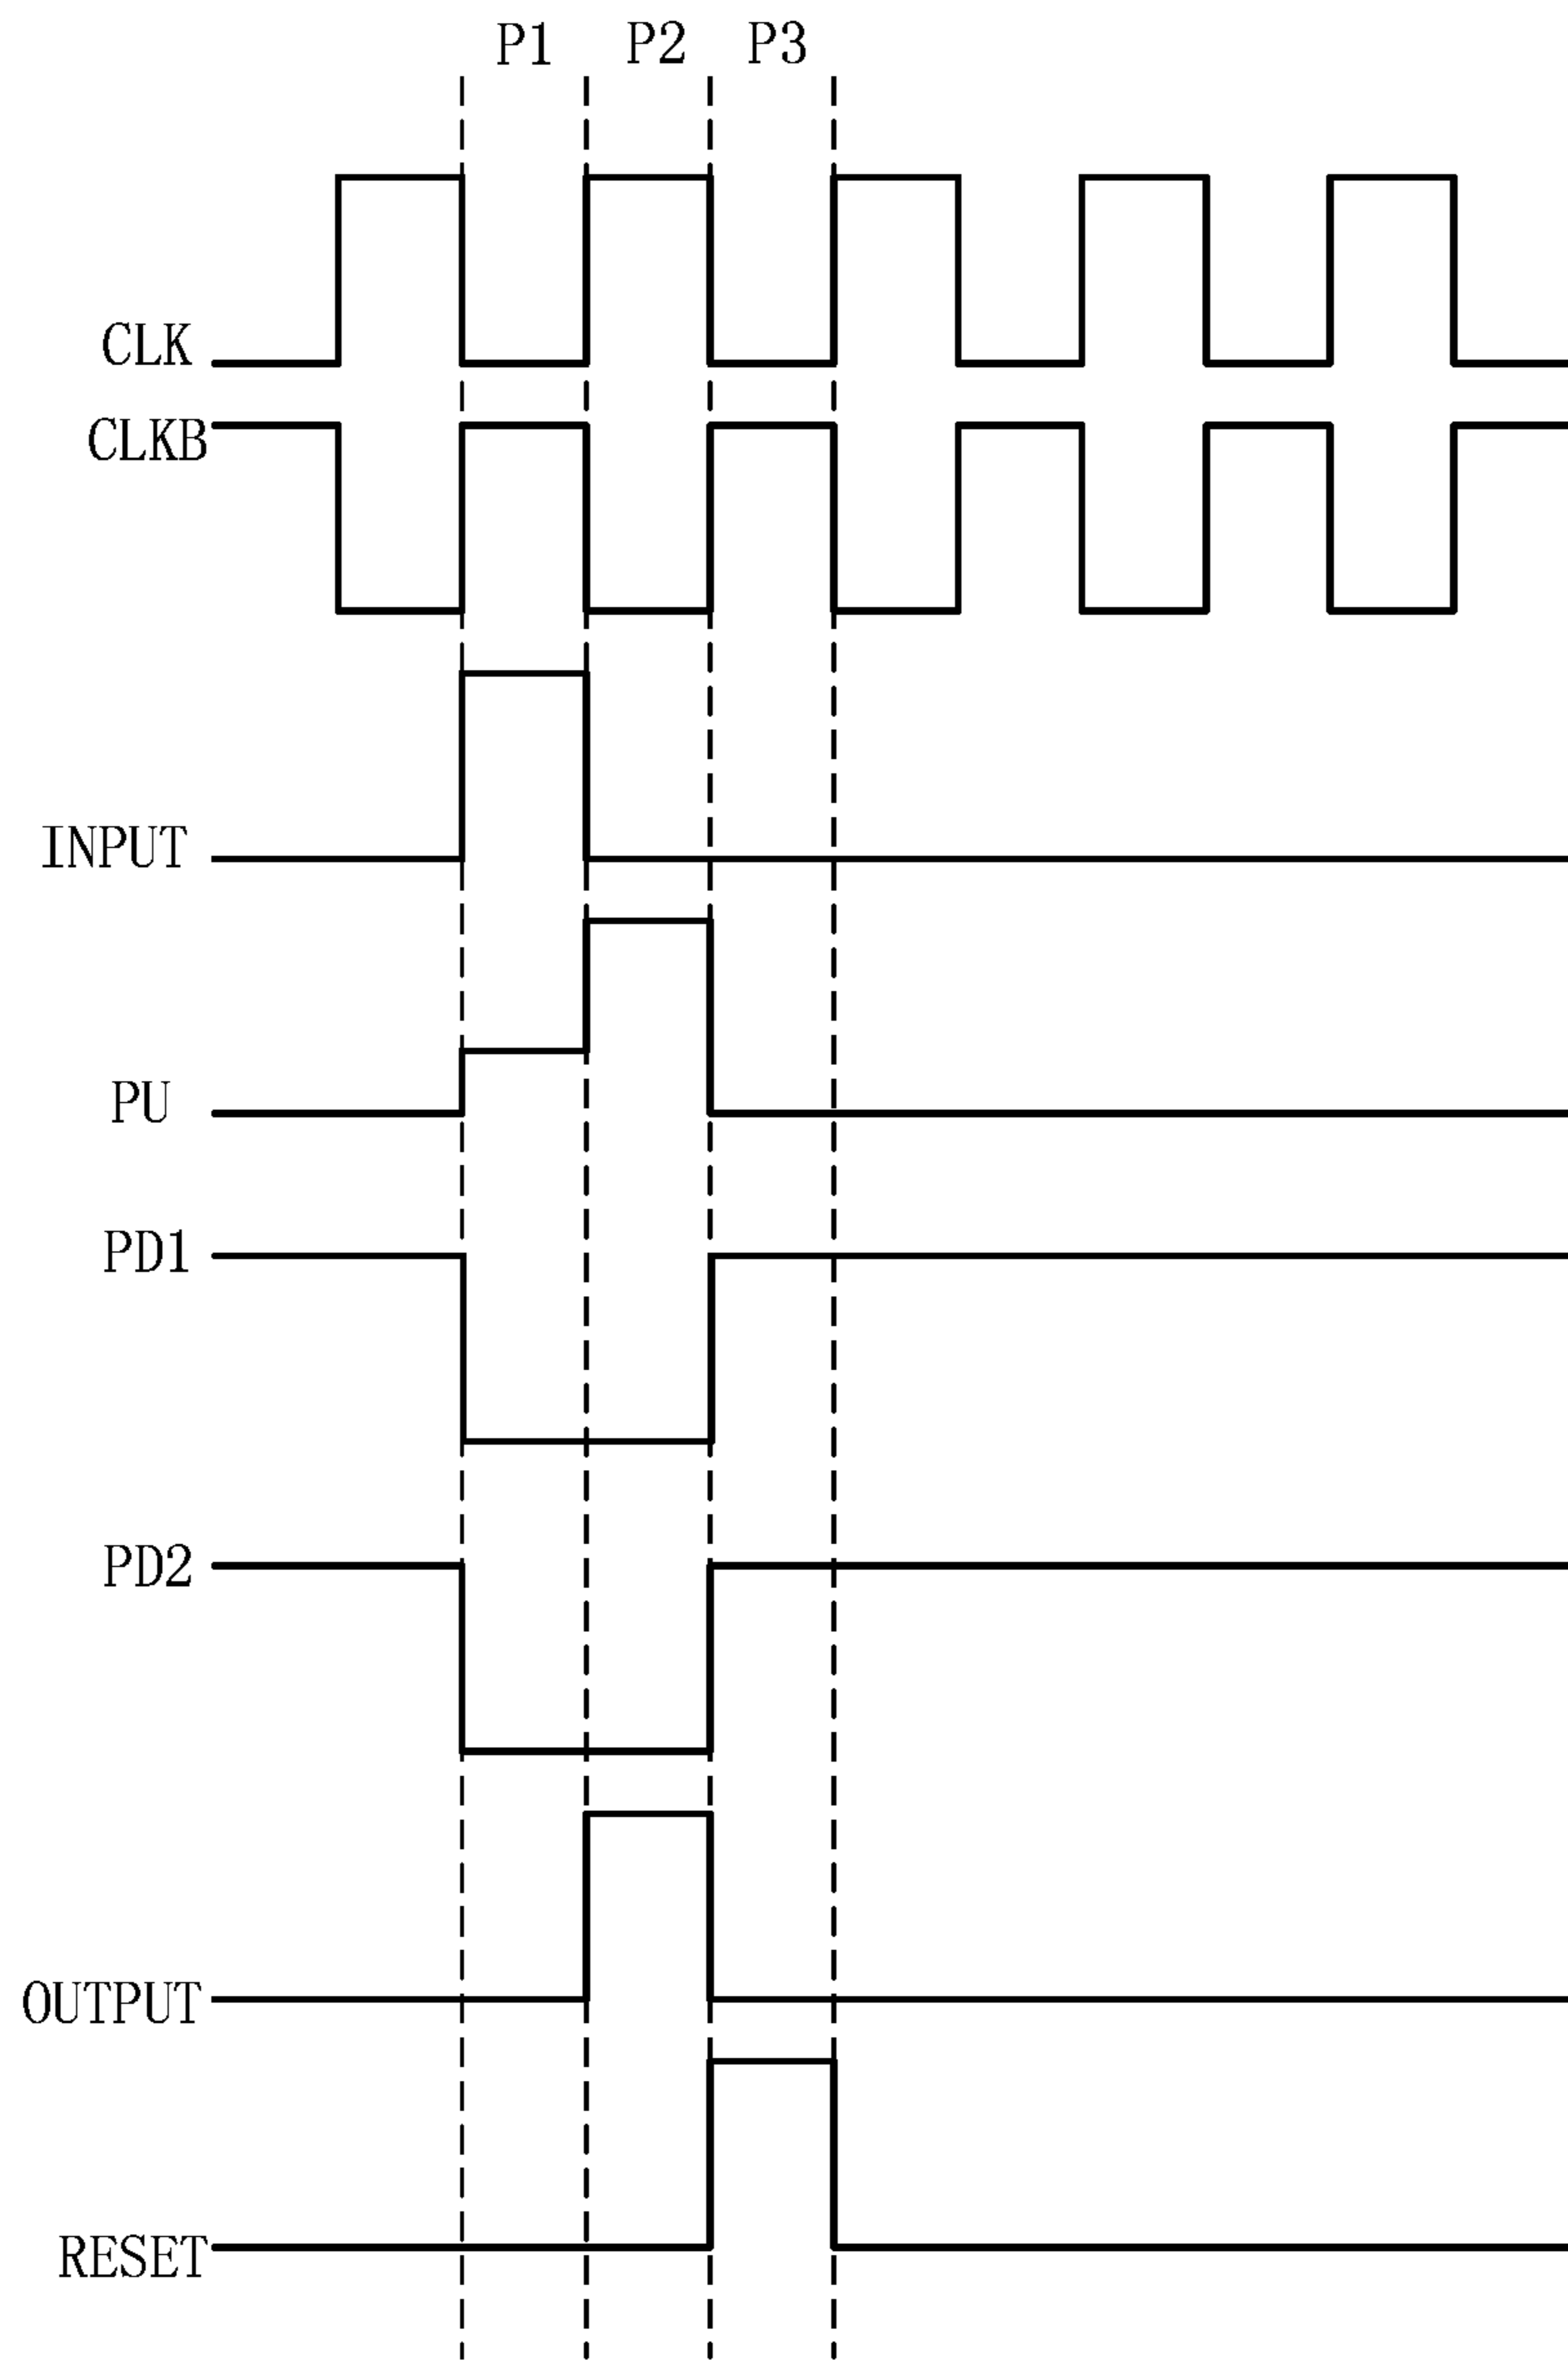 P1 P2 P3
CLK
CLKB
INPUT
PU
PD1
PD2
OUTPUT
RESET